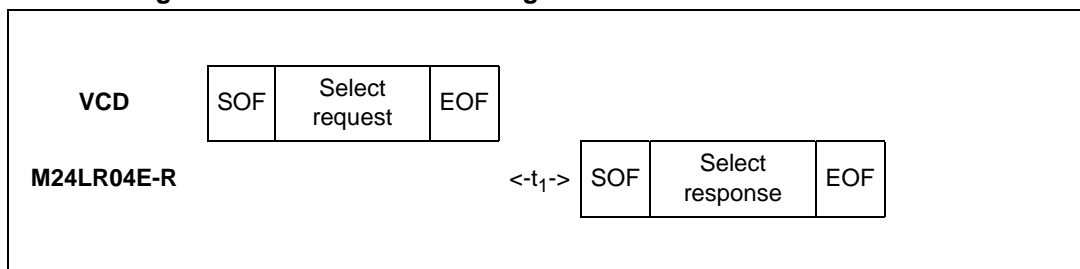 VCD SOF Select request EOF
M24LR04E-R <-t1-> SOF Select response EOF